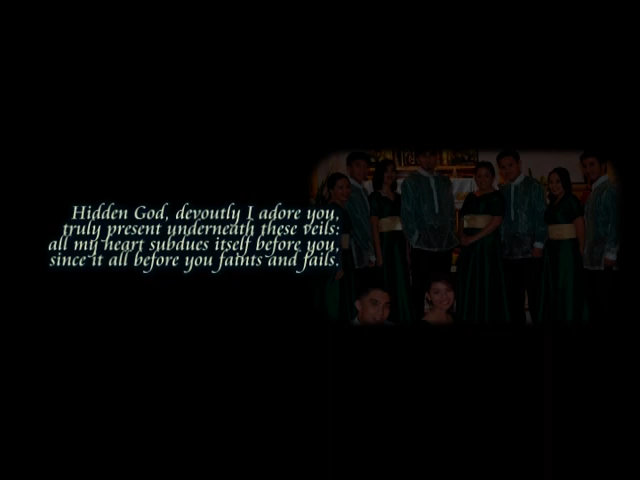 Hidden God, devoutly I adore you,
truly present underneath these veils:
all my heart subdues itself before you,
since it all before you faints and fails.